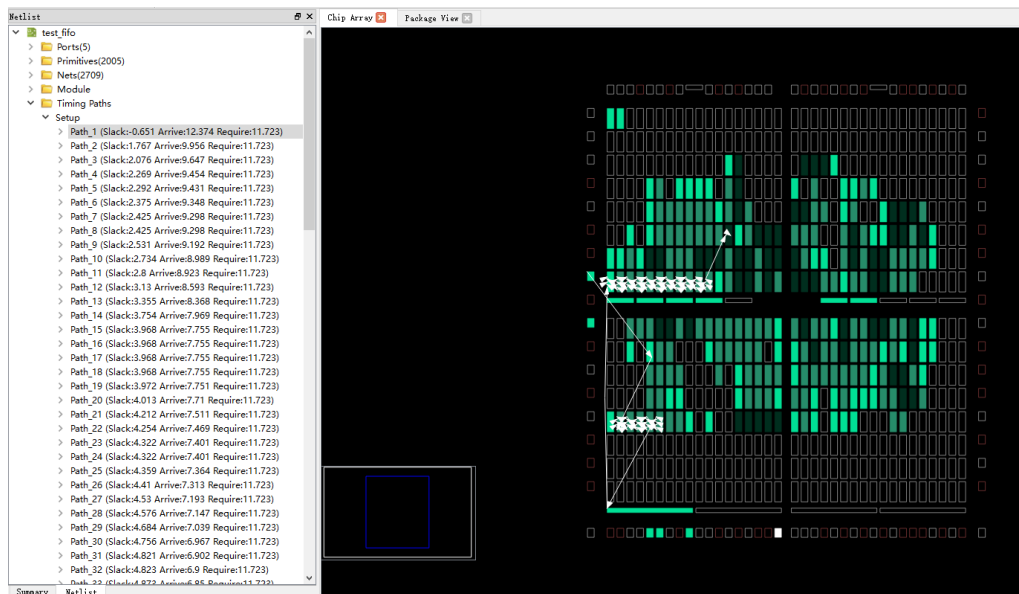 Netlist
Chip Array
Package View
test_fifo
Ports(5)
Primitives(2005)
Nets(2709)
Module
Timing Paths
Setup
Path_1 (Slack:-0.651 Arrive:12.374 Require:11.723)
Path_2 (Slack:1.767 Arrive:9.956 Require:11.723)
Path_3 (Slack:2.076 Arrive:9.647 Require:11.723)
Path_4 (Slack:2.269 Arrive:9.454 Require:11.723)
Path_5 (Slack:2.292 Arrive:9.431 Require:11.723)
Path_6 (Slack:2.375 Arrive:9.348 Require:11.723)
Path_7 (Slack:2.425 Arrive:9.298 Require:11.723)
Path_8 (Slack:2.425 Arrive:9.298 Require:11.723)
Path_9 (Slack:2.531 Arrive:9.192 Require:11.723)
Path_10 (Slack:2.734 Arrive:8.989 Require:11.723)
Path_11 (Slack:2.8 Arrive:8.923 Require:11.723)
Path_12 (Slack:3.13 Arrive:8.593 Require:11.723)
Path_13 (Slack:3.355 Arrive:8.368 Require:11.723)
Path_14 (Slack:3.754 Arrive:7.969 Require:11.723)
Path_15 (Slack:3.968 Arrive:7.755 Require:11.723)
Path_16 (Slack:3.968 Arrive:7.755 Require:11.723)
Path_17 (Slack:3.968 Arrive:7.755 Require:11.723)
Path_18 (Slack:3.968 Arrive:7.755 Require:11.723)
Path_19 (Slack:3.972 Arrive:7.751 Require:11.723)
Path_20 (Slack:4.013 Arrive:7.71 Require:11.723)
Path_21 (Slack:4.212 Arrive:7.511 Require:11.723)
Path_22 (Slack:4.254 Arrive:7.469 Require:11.723)
Path_23 (Slack:4.322 Arrive:7.401 Require:11.723)
Path_24 (Slack:4.322 Arrive:7.401 Require:11.723)
Path_25 (Slack:4.359 Arrive:7.364 Require:11.723)
Path_26 (Slack:4.41 Arrive:7.313 Require:11.723)
Path_27 (Slack:4.53 Arrive:7.193 Require:11.723)
Path_28 (Slack:4.576 Arrive:7.147 Require:11.723)
Path_29 (Slack:4.684 Arrive:7.039 Require:11.723)
Path_30 (Slack:4.756 Arrive:6.967 Require:11.723)
Path_31 (Slack:4.821 Arrive:6.902 Require:11.723)
Path_32 (Slack:4.823 Arrive:6.9 Require:11.723)
Path_33 (Slack:4.873 Arrive:6.85 Require:11.723)
Summary
Netlist